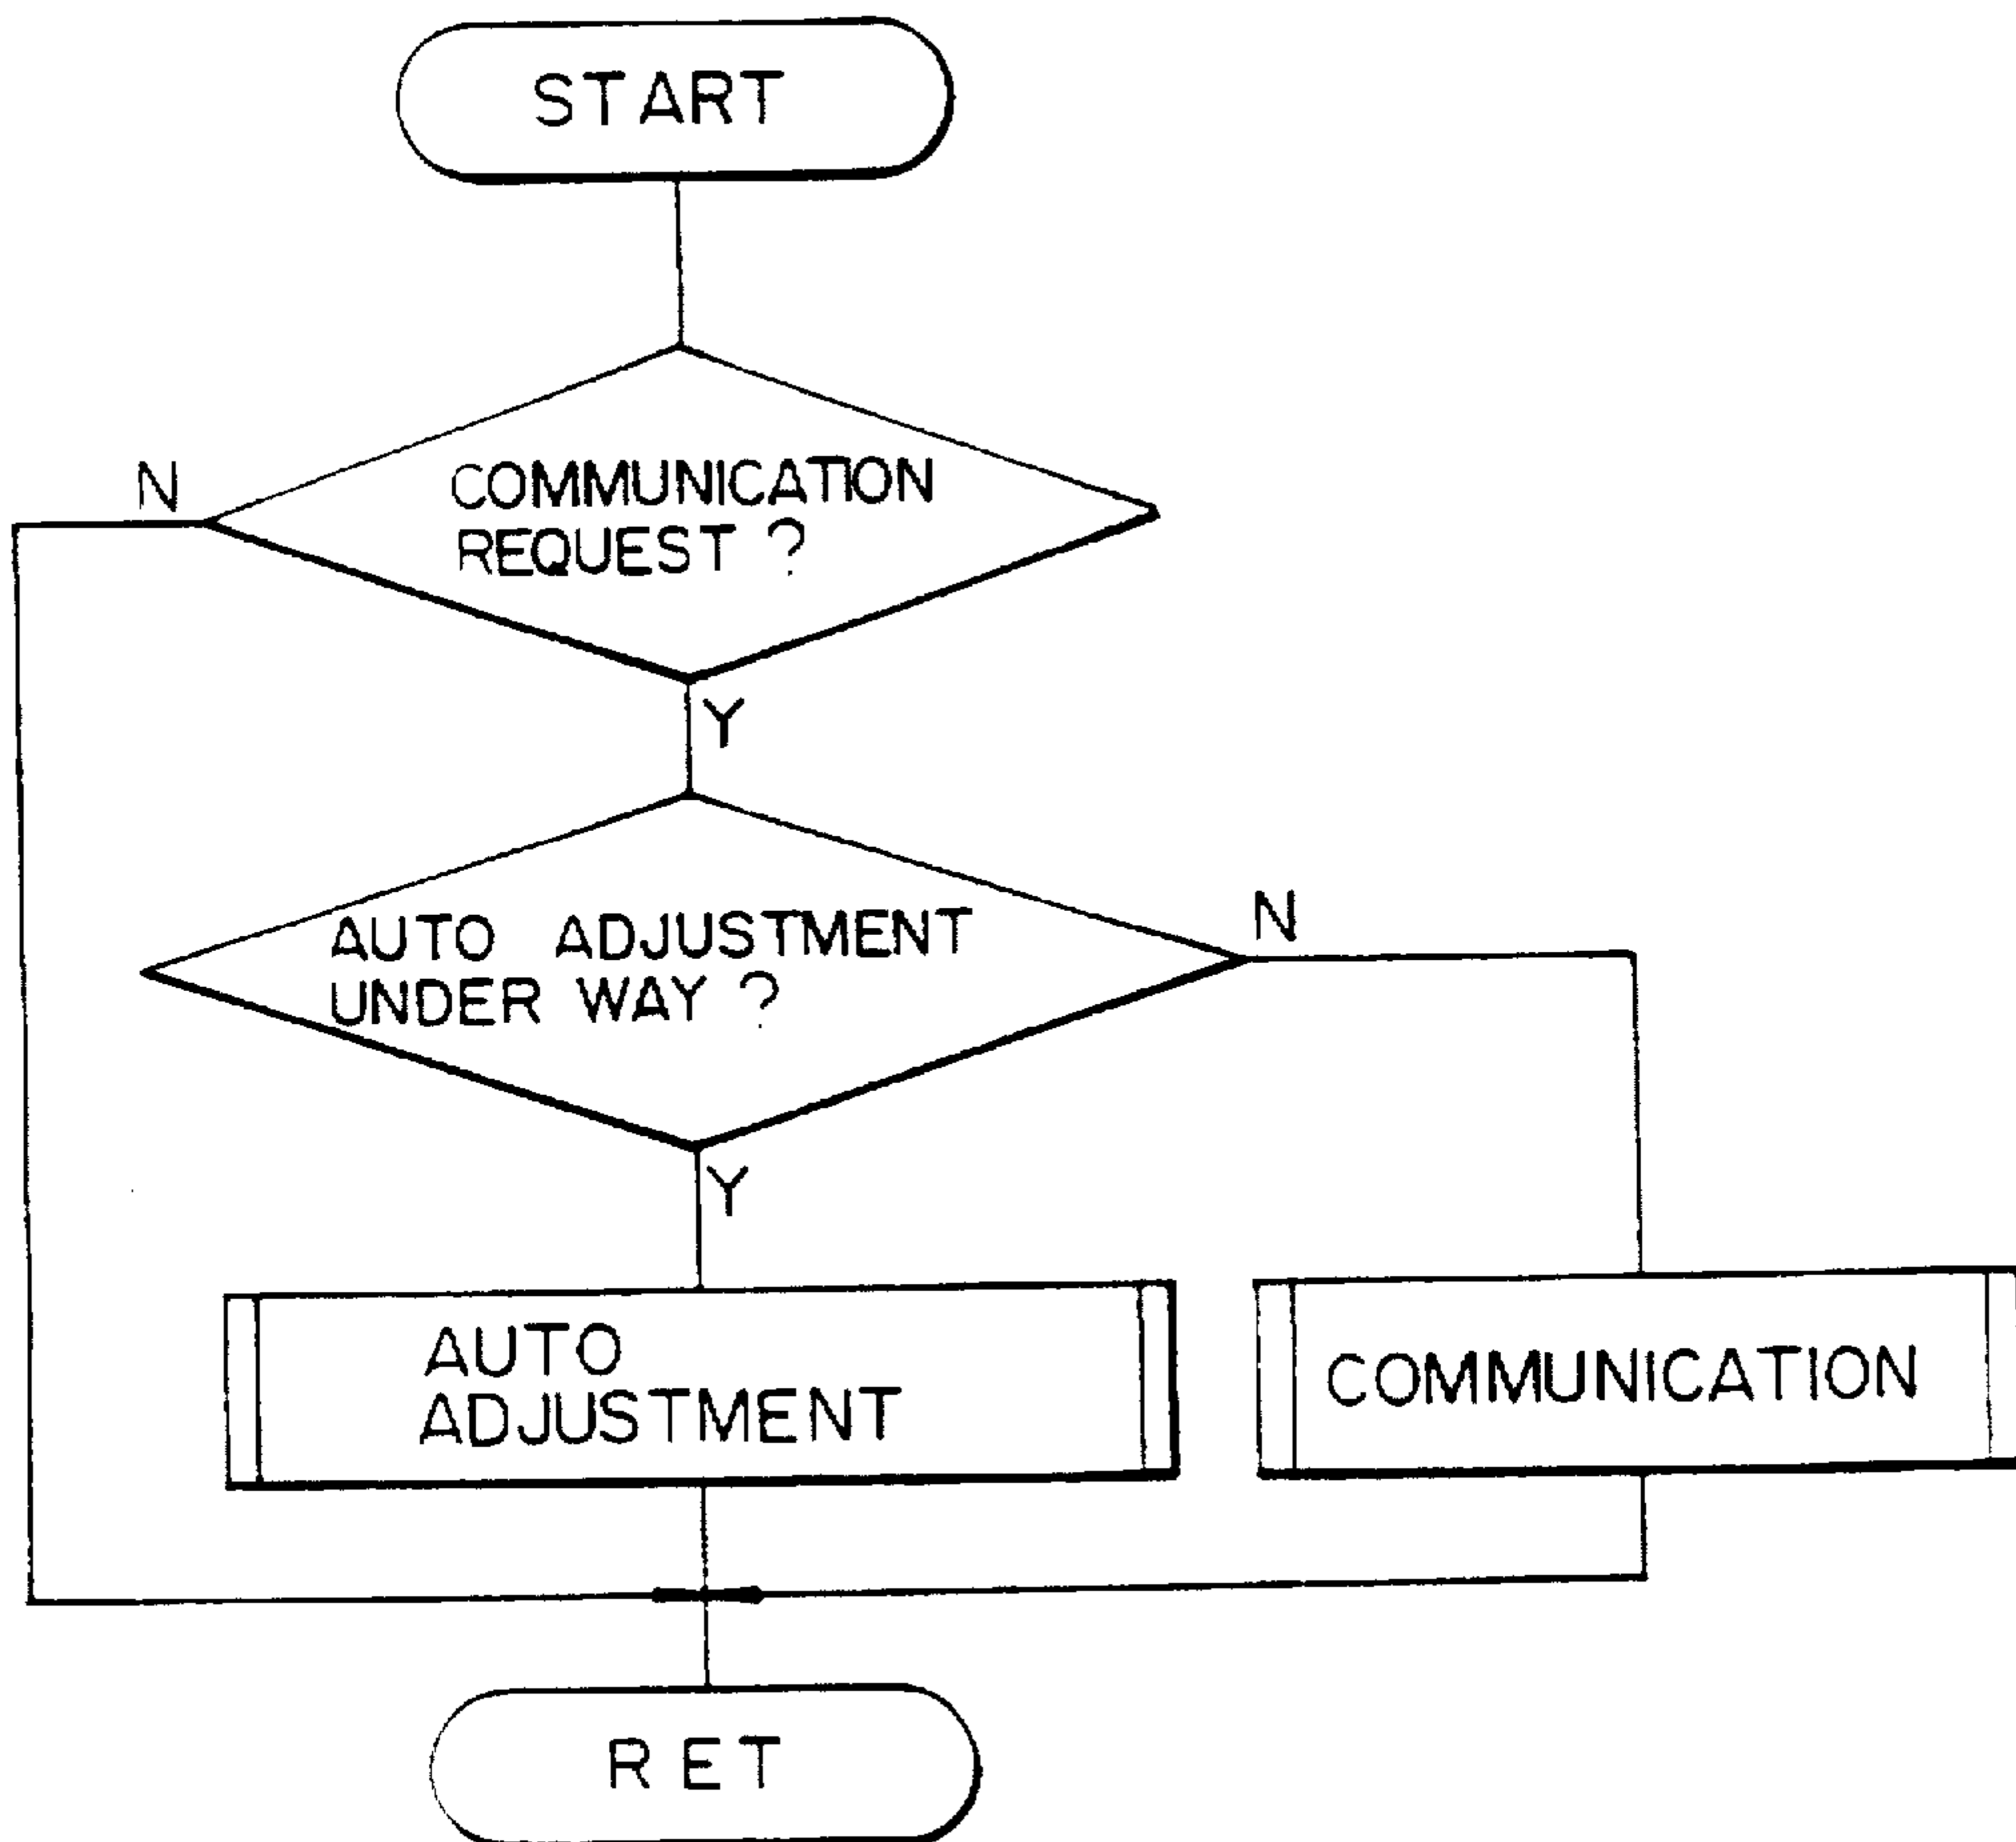 START
N
COMMUNICATION
REQUEST ?
Y
N
AUTO ADJUSTMENT
UNDER WAY ?
Y
AUTO
ADJUSTMENT
COMMUNICATION
RET